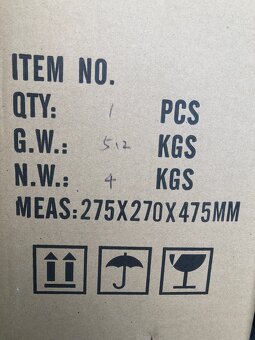 ITEM NO.
QTY: 1 PCS
G.W.: 5.2 KGS
N.W.: 4 KGS
MEAS: 275X270X475MM